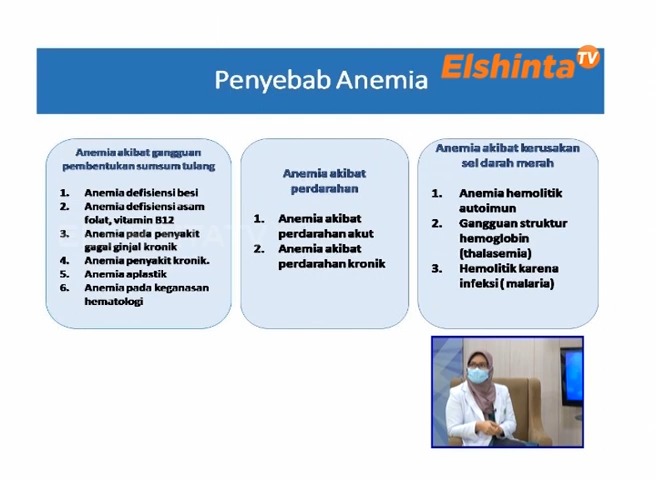 Penyebab Anemia
Elshinta TV
Anemia akibat gangguan
pembentukan sumsum tulang
1. Anemia defisiensi besi
2. Anemia defisiensi asam
folat, vitamin B12
3. Anemia pada penyakit
gagal ginjal kronik
4. Anemia penyakit kronik.
5. Anemia aplastik
6. Anemia pada keganasan
hematologi
Anemia akibat
perdarahan
1. Anemia akibat
perdarahan akut
2. Anemia akibat
perdarahan kronik
Anemia akibat kerusakan
sel darah merah
1. Anemia hemolitik
autoimun
2. Gangguan struktur
hemoglobin
(thalasemia)
3. Hemolitik karena
infeksi ( malaria)